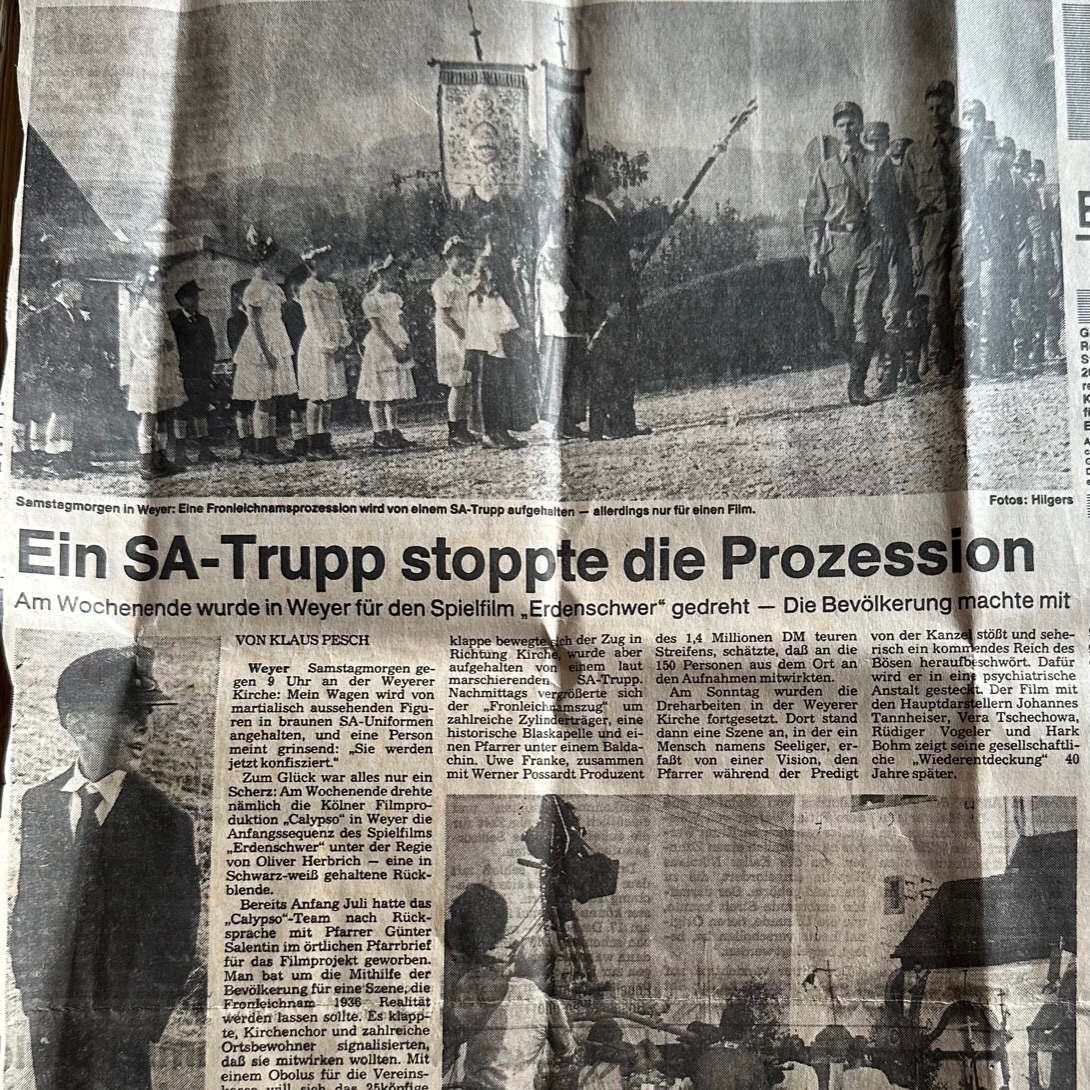 Samstagmorgen in Weyer: Eine Fronleichnamsprozession wird von einem SA-Trupp aufgehalten — allerdings nur für einen Film.
Fotos: Hilgers
Ein SA-Trupp stoppte die Prozession
Am Wochenende wurde in Weyer für den Spielfilm „Erdenschwer“ gedreht — Die Bevölkerung machte mit
VON KLAUS PESCH
Weyer Samstagmorgen ge-
gen 9 Uhr an der Weyerer
Kirche: Mein Wagen wird von
martialisch aussehenden Figu-
ren in braunen SA-Uniformen
angehalten, und eine Person
meint grinsend: „Sie werden
jetzt konfisziert.“
Zum Glück war alles nur ein
Scherz: Am Wochenende drehte
nämlich die Kölner Filmpro-
duktion „Calypso“ in Weyer die
Anfangssequenz des Spielfilms
„Erdenschwer“ unter der Regie
von Oliver Herbrich — eine in
Schwarz-weiß gehaltene Rück-
blende.
Bereits Anfang Juli hatte das
„Calypso“-Team nach Rück-
sprache mit Pfarrer Günter
Salentin im örtlichen Pfarrbrief
für das Filmprojekt geworben.
Man bat um die Mithilfe der
Bevölkerung für eine Szene, die
Fronleichnam 1936 Realität
werden lassen sollte. Es klapp-
te, Kirchenchor und zahlreiche
Ortsbewohner signalisierten,
daß sie mitwirken wollten. Mit
einem Obolus für die Vereins-
kasse will sich das 25köpfige
klappe bewegte sich der Zug in
Richtung Kirche, wurde aber
aufgehalten von einem laut
marschierenden SA-Trupp.
Nachmittags vergrößerte sich
der „Fronleichnamszug“ um
zahlreiche Zylinderträger, eine
historische Blaskapelle und ei-
nen Pfarrer unter einem Balda-
chin. Uwe Franke, zusammen
mit Werner Possardt Produzent
des 1,4 Millionen DM teuren
Streifens, schätzte, daß an die
150 Personen aus dem Ort an
den Aufnahmen mitwirkten.
Am Sonntag wurden die
Dreharbeiten in der Weyerer
Kirche fortgesetzt. Dort stand
dann eine Szene an, in der ein
Mensch namens Seeliger, er-
faßt von einer Vision, den
Pfarrer während der Predigt
von der Kanzel stößt und sehe-
risch ein kommendes Reich des
Bösen heraufbeschwört. Dafür
wird er in eine psychiatrische
Anstalt gesteckt. Der Film mit
den Hauptdarstellern Johannes
Tannheiser, Vera Tschechowa,
Rüdiger Vogeler und Hark
Bohm zeigt seine gesellschaftli-
che „Wiederentdeckung“ 40
Jahre später.